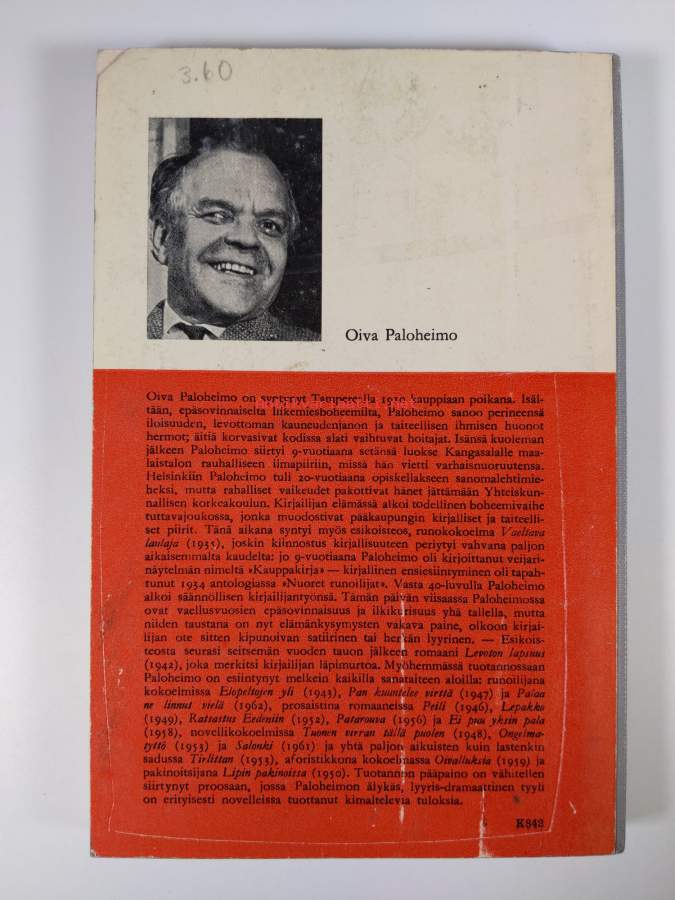 3.60
Oiva Paloheimo
Oiva Paloheimo on syntynyt Tampereella 1910 kauppiaan poikana. Isäl-
tään, epäsovinnaiselta liikemiesboheemilta, Paloheimo sanoo perineensä
iloisuuden, levottoman kauneudenjanon ja taiteellisen ihmisen huonot
hermot; äitiä korvasivat kodissa alati vaihtuvat hoitajat. Isänsä kuoleman
jälkeen Paloheimo siirtyi 9-vuotiaana setänsä luokse Kangasalalle maa-
laistalon rauhalliseen ilmapiiriin, missä hän vietti varhaisnuoruutensa.
Helsinkiin Paloheimo tuli 20-vuotiaana opiskellakseen sanomalehtimie-
heksi, mutta rahalliset vaikeudet pakottivat hänet jättämään Yhteiskun-
nallisen korkeakoulun. Kirjailijan elämässä alkoi todellinen boheemivaihe
tuttavajoukossa, jonka muodostivat pääkaupungin kirjalliset ja taiteelli-
set piirit. Tänä aikana syntyi myös esikoisteos, runokokoelma Vaeltava
laulaja (1935), joskin kiinnostus kirjallisuuteen periytyi vahvana paljon
aikaisemmalta kaudelta: jo 9-vuotiaana Paloheimo oli kirjoittanut veijari-
näytelmän nimeltä »Kauppakirja» — kirjallinen ensiesiintyminen oli tapah-
tunut 1934 antologiassa »Nuoret runoilijat». Vasta 40-luvulla Paloheimo
alkoi säännöllisen kirjailijantyönsä. Tämän päivän viisaassa Paloheimossa
ovat vaellusvuosien epäsovinnaisuus ja ilkikurisuus yhä tallella, mutta
niiden taustana on nyt elämänkysymysten vakava paine, olkoon kirjai-
lijan ote sitten kipunoivan satiirinen tai herkän lyyrinen. — Esikois-
teosta seurasi seitsemän vuoden tauon jälkeen romaani Levoton lapsuus
(1942), joka merkitsi kirjailijan läpimurtoa. Myöhemmässä tuotannossaan
Paloheimo on esiintynyt melkein kaikilla sanataiteen aloilla: runoilijana
kokoelmissa Elopeltojen yli (1943), Pan kuuntelee virttä (1947) ja Palaa
ne linnut vielä (1962), prosaistina romaaneissa Peili (1946), Lepakko
(1949), Ratsastus Eedeniin (1952), Patarouva (1956) ja Ei puu yksin pala
(1958), novellikokoelmissa Tuonen virran tällä puolen (1948), Ongelma-
tyttö (1953) ja Salonki (1961) ja yhtä paljon aikuisten kuin lastenkin
sadussa Tirlittan (1953), aforistikkona kokoelmassa Oivalluksia (1959) ja
pakinoitsijana Lipin pakinoissa (1950). Tuotannon pääpaino on vähitellen
siirtynyt proosaan, jossa Paloheimon älykäs, lyyris-dramaattinen tyyli
on erityisesti novelleissa tuottanut kimaltelevia tuloksia.
K342